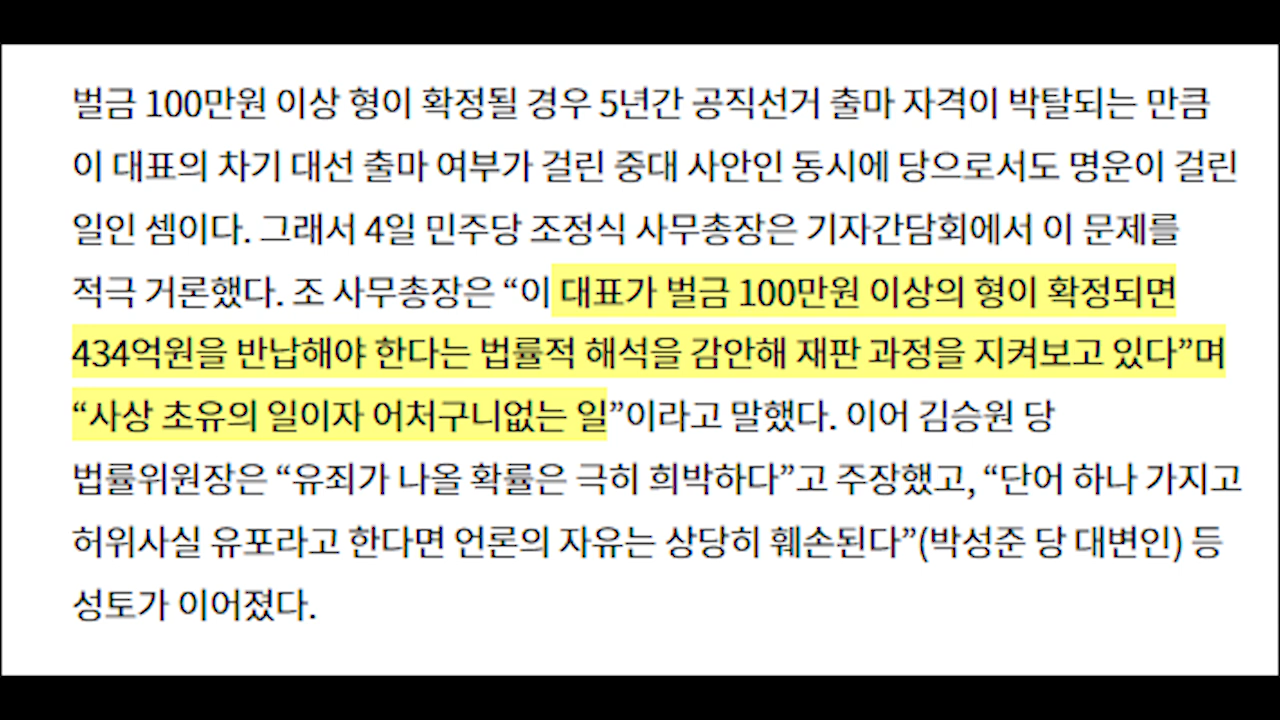 벌금 100만원 이상 형이 확정될 경우 5년간 공직선거 출마 자격이 박탈되는 만큼
이 대표의 차기 대선 출마 여부가 걸린 중대 사안인 동시에 당으로서도 명운이 걸린
일인 셈이다. 그래서 4일 민주당 조정식 사무총장은 기자간담회에서 이 문제를
적극 거론했다. 조 사무총장은 “이 대표가 벌금 100만원 이상의 형이 확정되면
434억원을 반납해야 한다는 법률적 해석을 감안해 재판 과정을 지켜보고 있다”며
“사상 초유의 일이자 어처구니없는 일”이라고 말했다. 이어 김승원 당
법률위원장은 “유죄가 나올 확률은 극히 희박하다”고 주장했고, “단어 하나 가지고
허위사실 유포라고 한다면 언론의 자유는 상당히 훼손된다”(박성준 당 대변인) 등
성토가 이어졌다.